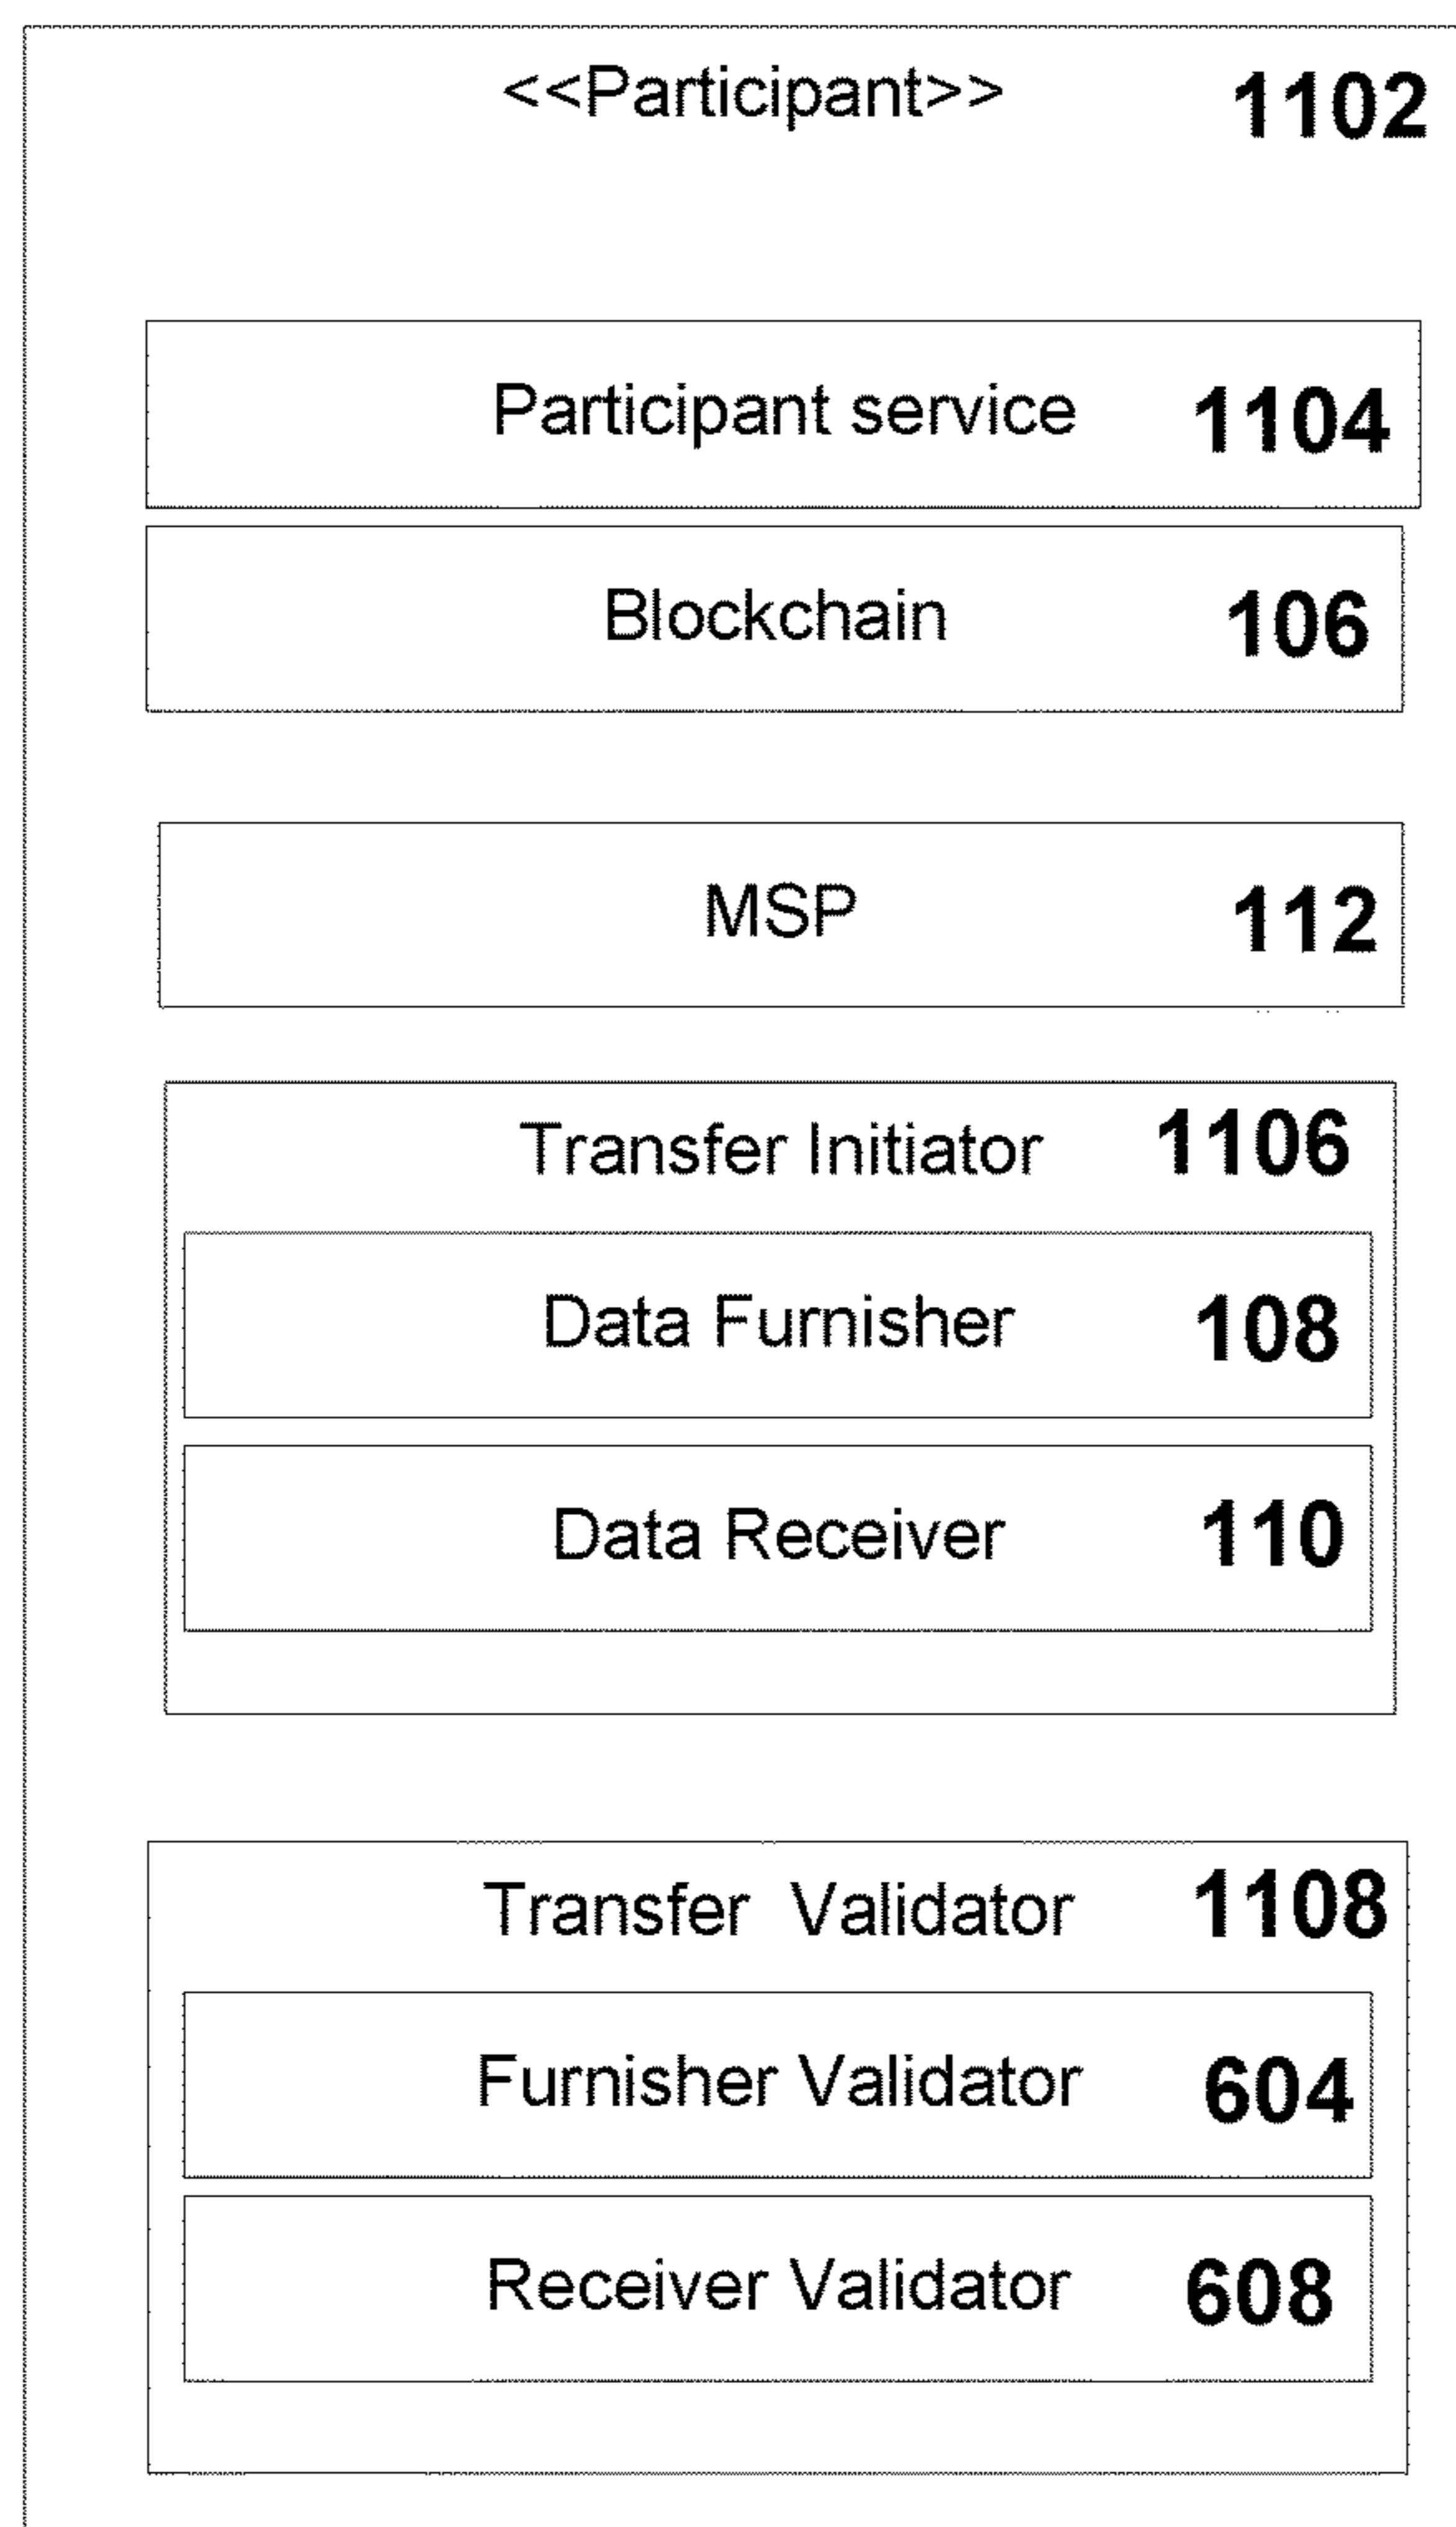 <<Participant>> 1102
Participant service 1104
Blockchain 106
MSP 112
Transfer Initiator 1106
Data Furnisher 108
Data Receiver 110
Transfer Validator 1108
Furnisher Validator 604
Receiver Validator 608